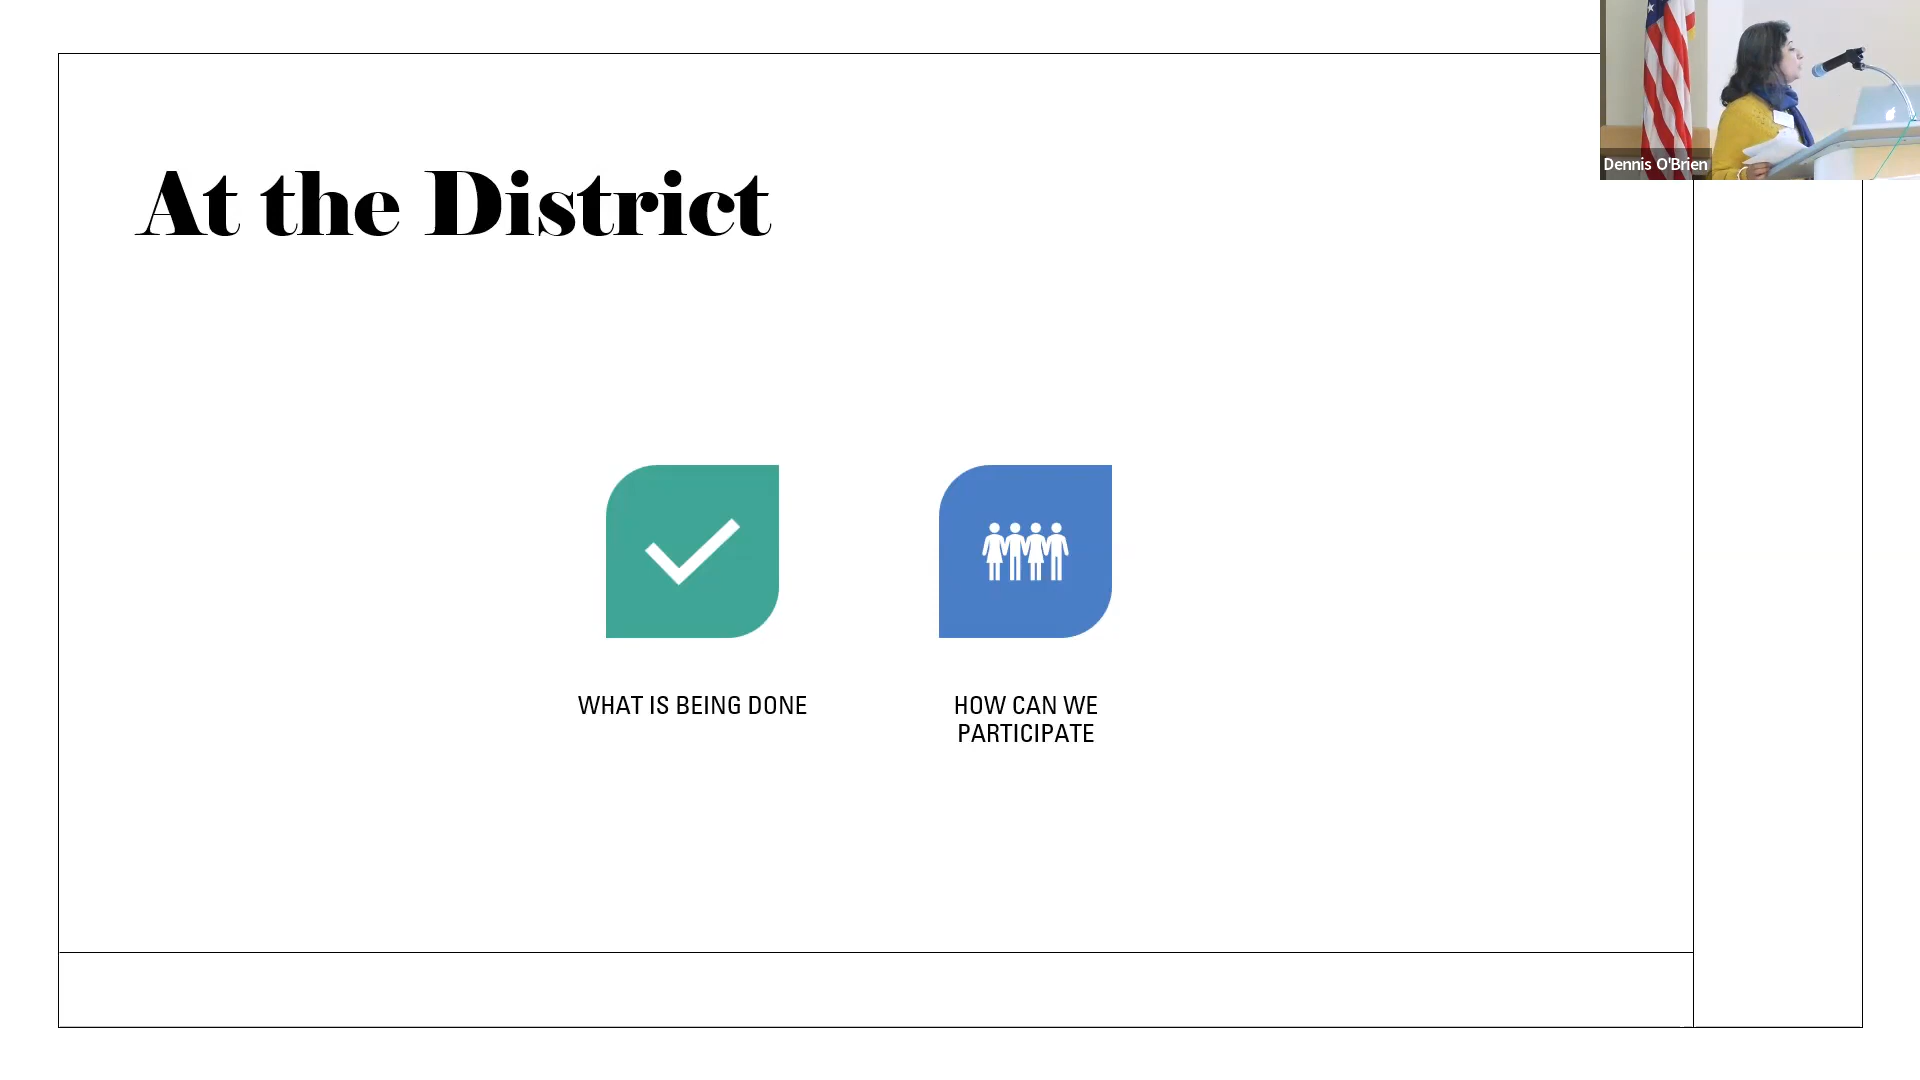 At the District
Dennis O'Brien
WHAT IS BEING DONE
HOW CAN WE
PARTICIPATE